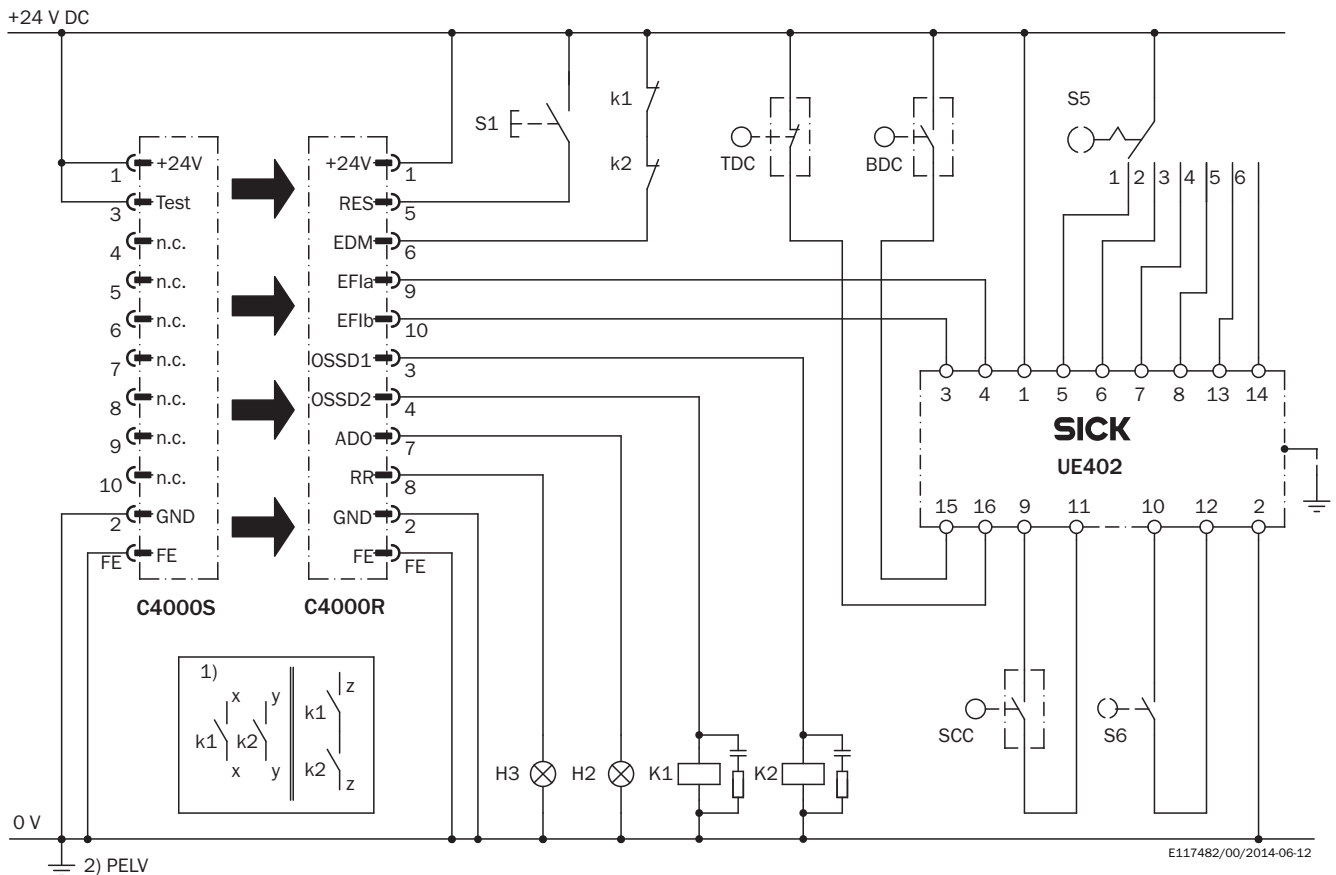 +24 V DC
S1
k1
k2
TDC
BDC
S5
1 2 3 4 5 6
+24V
1
Test
3
n.c.
4
n.c.
5
n.c.
6
n.c.
7
n.c.
8
n.c.
9
n.c.
10
GND
2
FE
FE
C4000S
+24V
1
RES
5
EDM
6
EFIa
9
EFIb
10
OSSD1
3
OSSD2
4
ADO
7
RR
8
GND
2
FE
FE
C4000R
3 4 1 5 6 7 8 13 14
SICK
UE402
15 16 9 11 10 12 2
SCC
S6
1)
x y z
k1 k2 k1
k2
x y z
H3 H2 K1 K2
0 V
2) PELV
E117482/00/2014-06-12